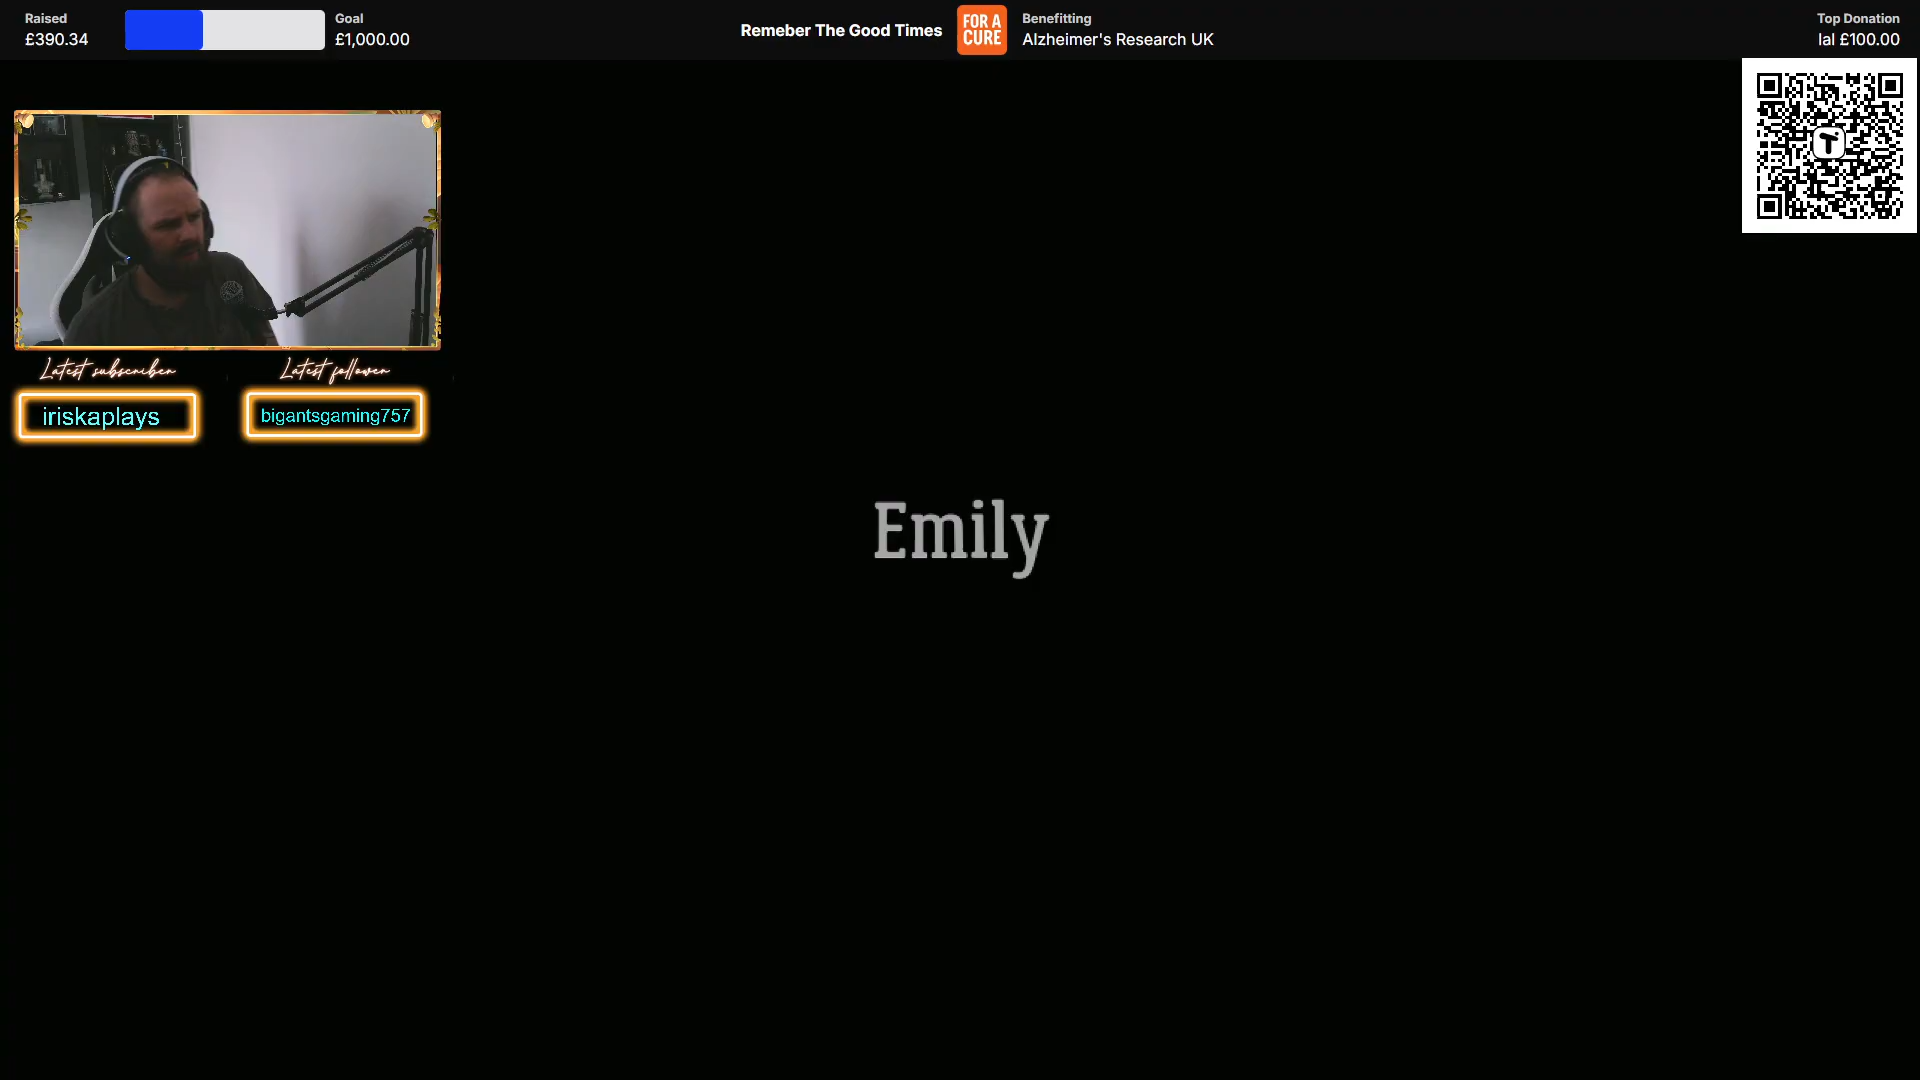 Raised
£390.34
Goal
£1,000.00
Remeber The Good Times
FOR A
CURE
Benefitting
Alzheimer's Research UK
Top Donation
lal £100.00
T
Latest subscriber
Latest follower
iriskaplays
bigantsgaming757
Emily